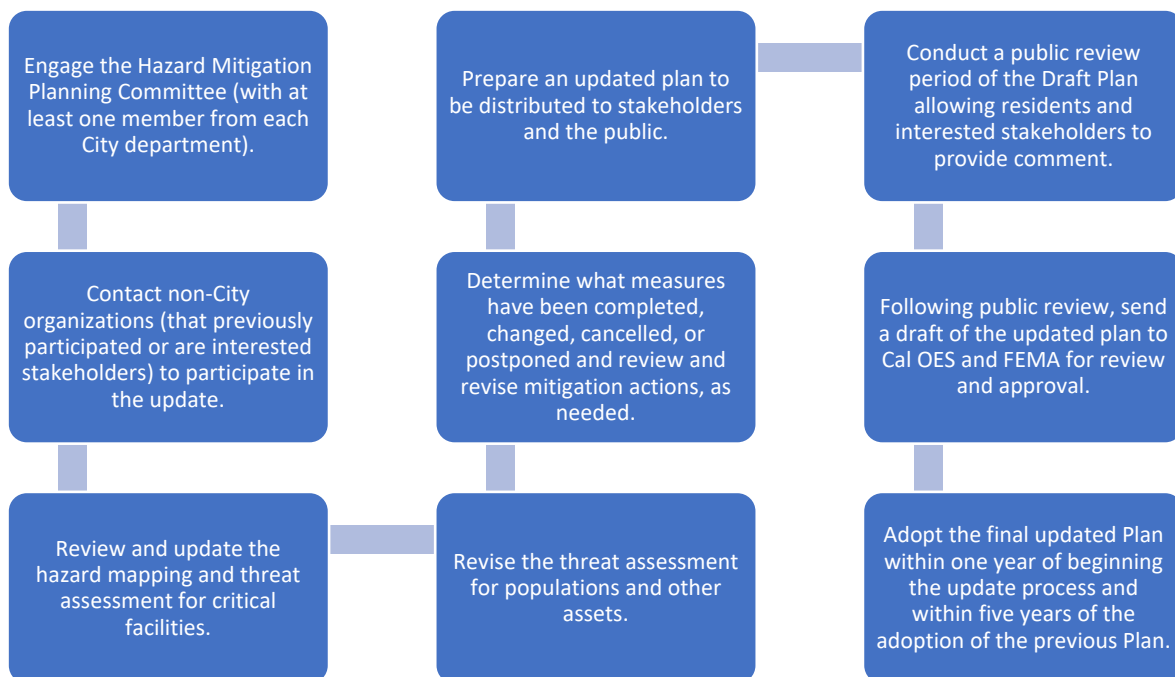 Engage the Hazard Mitigation
Planning Committee (with at
least one member from each
City department).
Contact non-City
organizations (that previously
participated or are interested
stakeholders) to participate in
the update.
Review and update the
hazard mapping and threat
assessment for critical
facilities.
Revise the threat assessment
for populations and other
assets.
Determine what measures
have been completed,
changed, cancelled, or
postponed and review and
revise mitigation actions, as
needed.
Prepare an updated plan to
be distributed to stakeholders
and the public.
Conduct a public review
period of the Draft Plan
allowing residents and
interested stakeholders to
provide comment.
Following public review, send
a draft of the updated plan to
Cal OES and FEMA for review
and approval.
Adopt the final updated Plan
within one year of beginning
the update process and
within five years of the
adoption of the previous Plan.